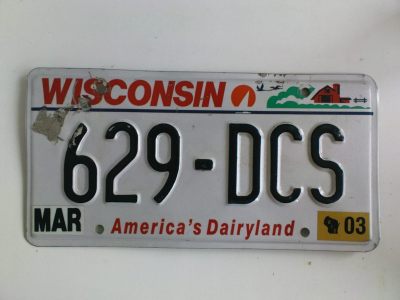 WISCONSIN
629-DCS
MAR America's Dairyland 03